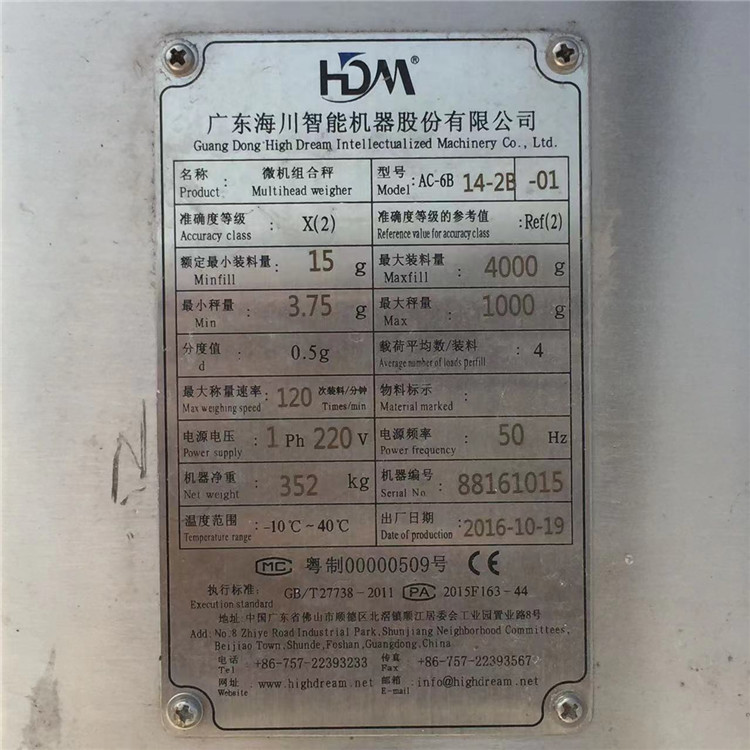 HDM®
广东海川智能机器股份有限公司
Guang Dong High Dream Intellectualized Machinery Co., Ltd.
名称 : 微机组合秤 型号 : AC-6B 14-2B -01
Product Multihead weigher Model
准确度等级 : X(2) 准确度等级的参考值 :Ref(2)
Accuracy class Reference value for accuracy class
额定最小装料量: 15 g 最大装料量 : 4000 g
Minfill Maxfill
最小秤量 : 3.75 g 最大秤量 : 1000 g
Min Max
分度值 : 0.5g 载荷平均数/装料 : 4
d Average number of loads perfill
最大称量速率: 120 次装料/分钟 物料标示 :
Max weighing speed Times/min Material marked
电源电压 : 1 Ph 220 V 电源频率 : 50 Hz
Power supply Power frequency
机器净重 : 352 kg 机器编号 : 88161015
Net weight Serial No
温度范围 : -10℃~40℃ 出厂日期 : 2016-10-19
Temperature range Date of production
MC 粤制00000509号 CE
执行标准: GB/T27738-2011 PA 2015F163-44
Execution standard
地址:中国广东省佛山市顺德区北滘镇顺江居委会工业园置业路8号
Add: No.8 Zhiye Road Industrial Park, Shunjiang Neighborhood Committees,
Beijiao Town, Shunde, Foshan, Guangdong, China
电话 : +86-757-22393233 传真 : +86-757-22393567
Tel Fax
网址 : www.highdream.net 邮箱 : info@highdream.net
Website E-mail